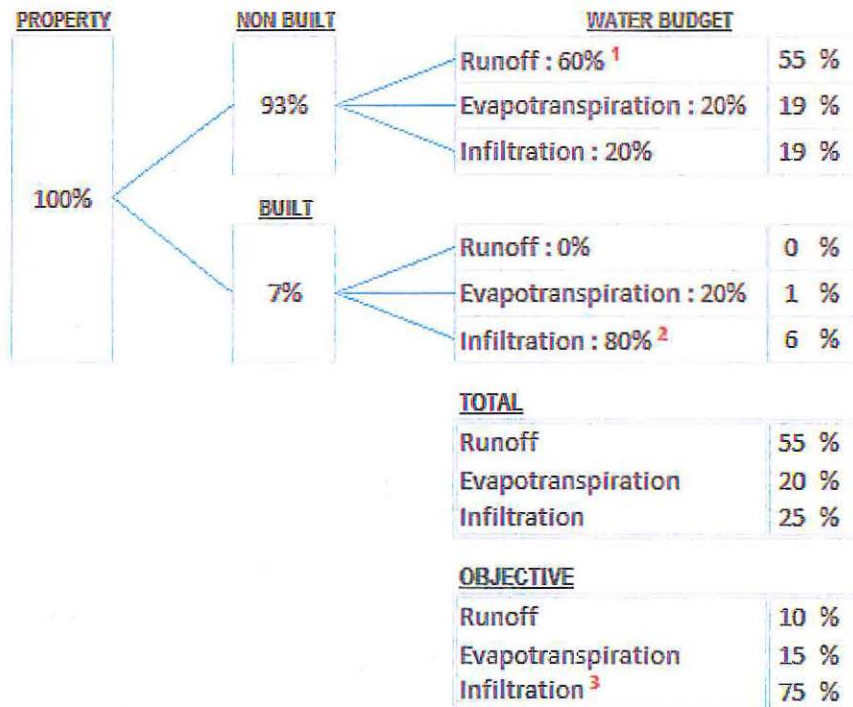 PROPERTY NON BUILT WATER BUDGET
Runoff : 60% 1 55 %
93% Evapotranspiration : 20% 19 %
Infiltration : 20% 19 %
100%
BUILT
Runoff : 0% 0 %
7% Evapotranspiration : 20% 1 %
Infiltration : 80% 2 6 %
TOTAL
Runoff 55 %
Evapotranspiration 20 %
Infiltration 25 %
OBJECTIVE
Runoff 10 %
Evapotranspiration 15 %
Infiltration 3 75 %